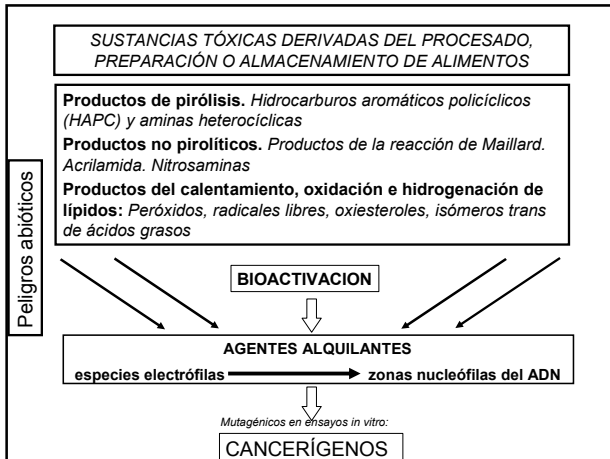 SUSTANCIAS TÓXICAS DERIVADAS DEL PROCESADO,
PREPARACIÓN O ALMACENAMIENTO DE ALIMENTOS
Productos de pirólisis. Hidrocarburos aromáticos policíclicos
(HAPC) y aminas heterocíclicas
Productos no pirolíticos. Productos de la reacción de Maillard.
Acrilamida. Nitrosaminas
Productos del calentamiento, oxidación e hidrogenación de
lípidos: Peróxidos, radicales libres, oxiesteroles, isómeros trans
de ácidos grasos
Peligros abióticos
BIOACTIVACION
AGENTES ALQUILANTES
especies electrófilas zonas nucleófilas del ADN
Mutagénicos en ensayos in vitro:
CANCERÍGENOS